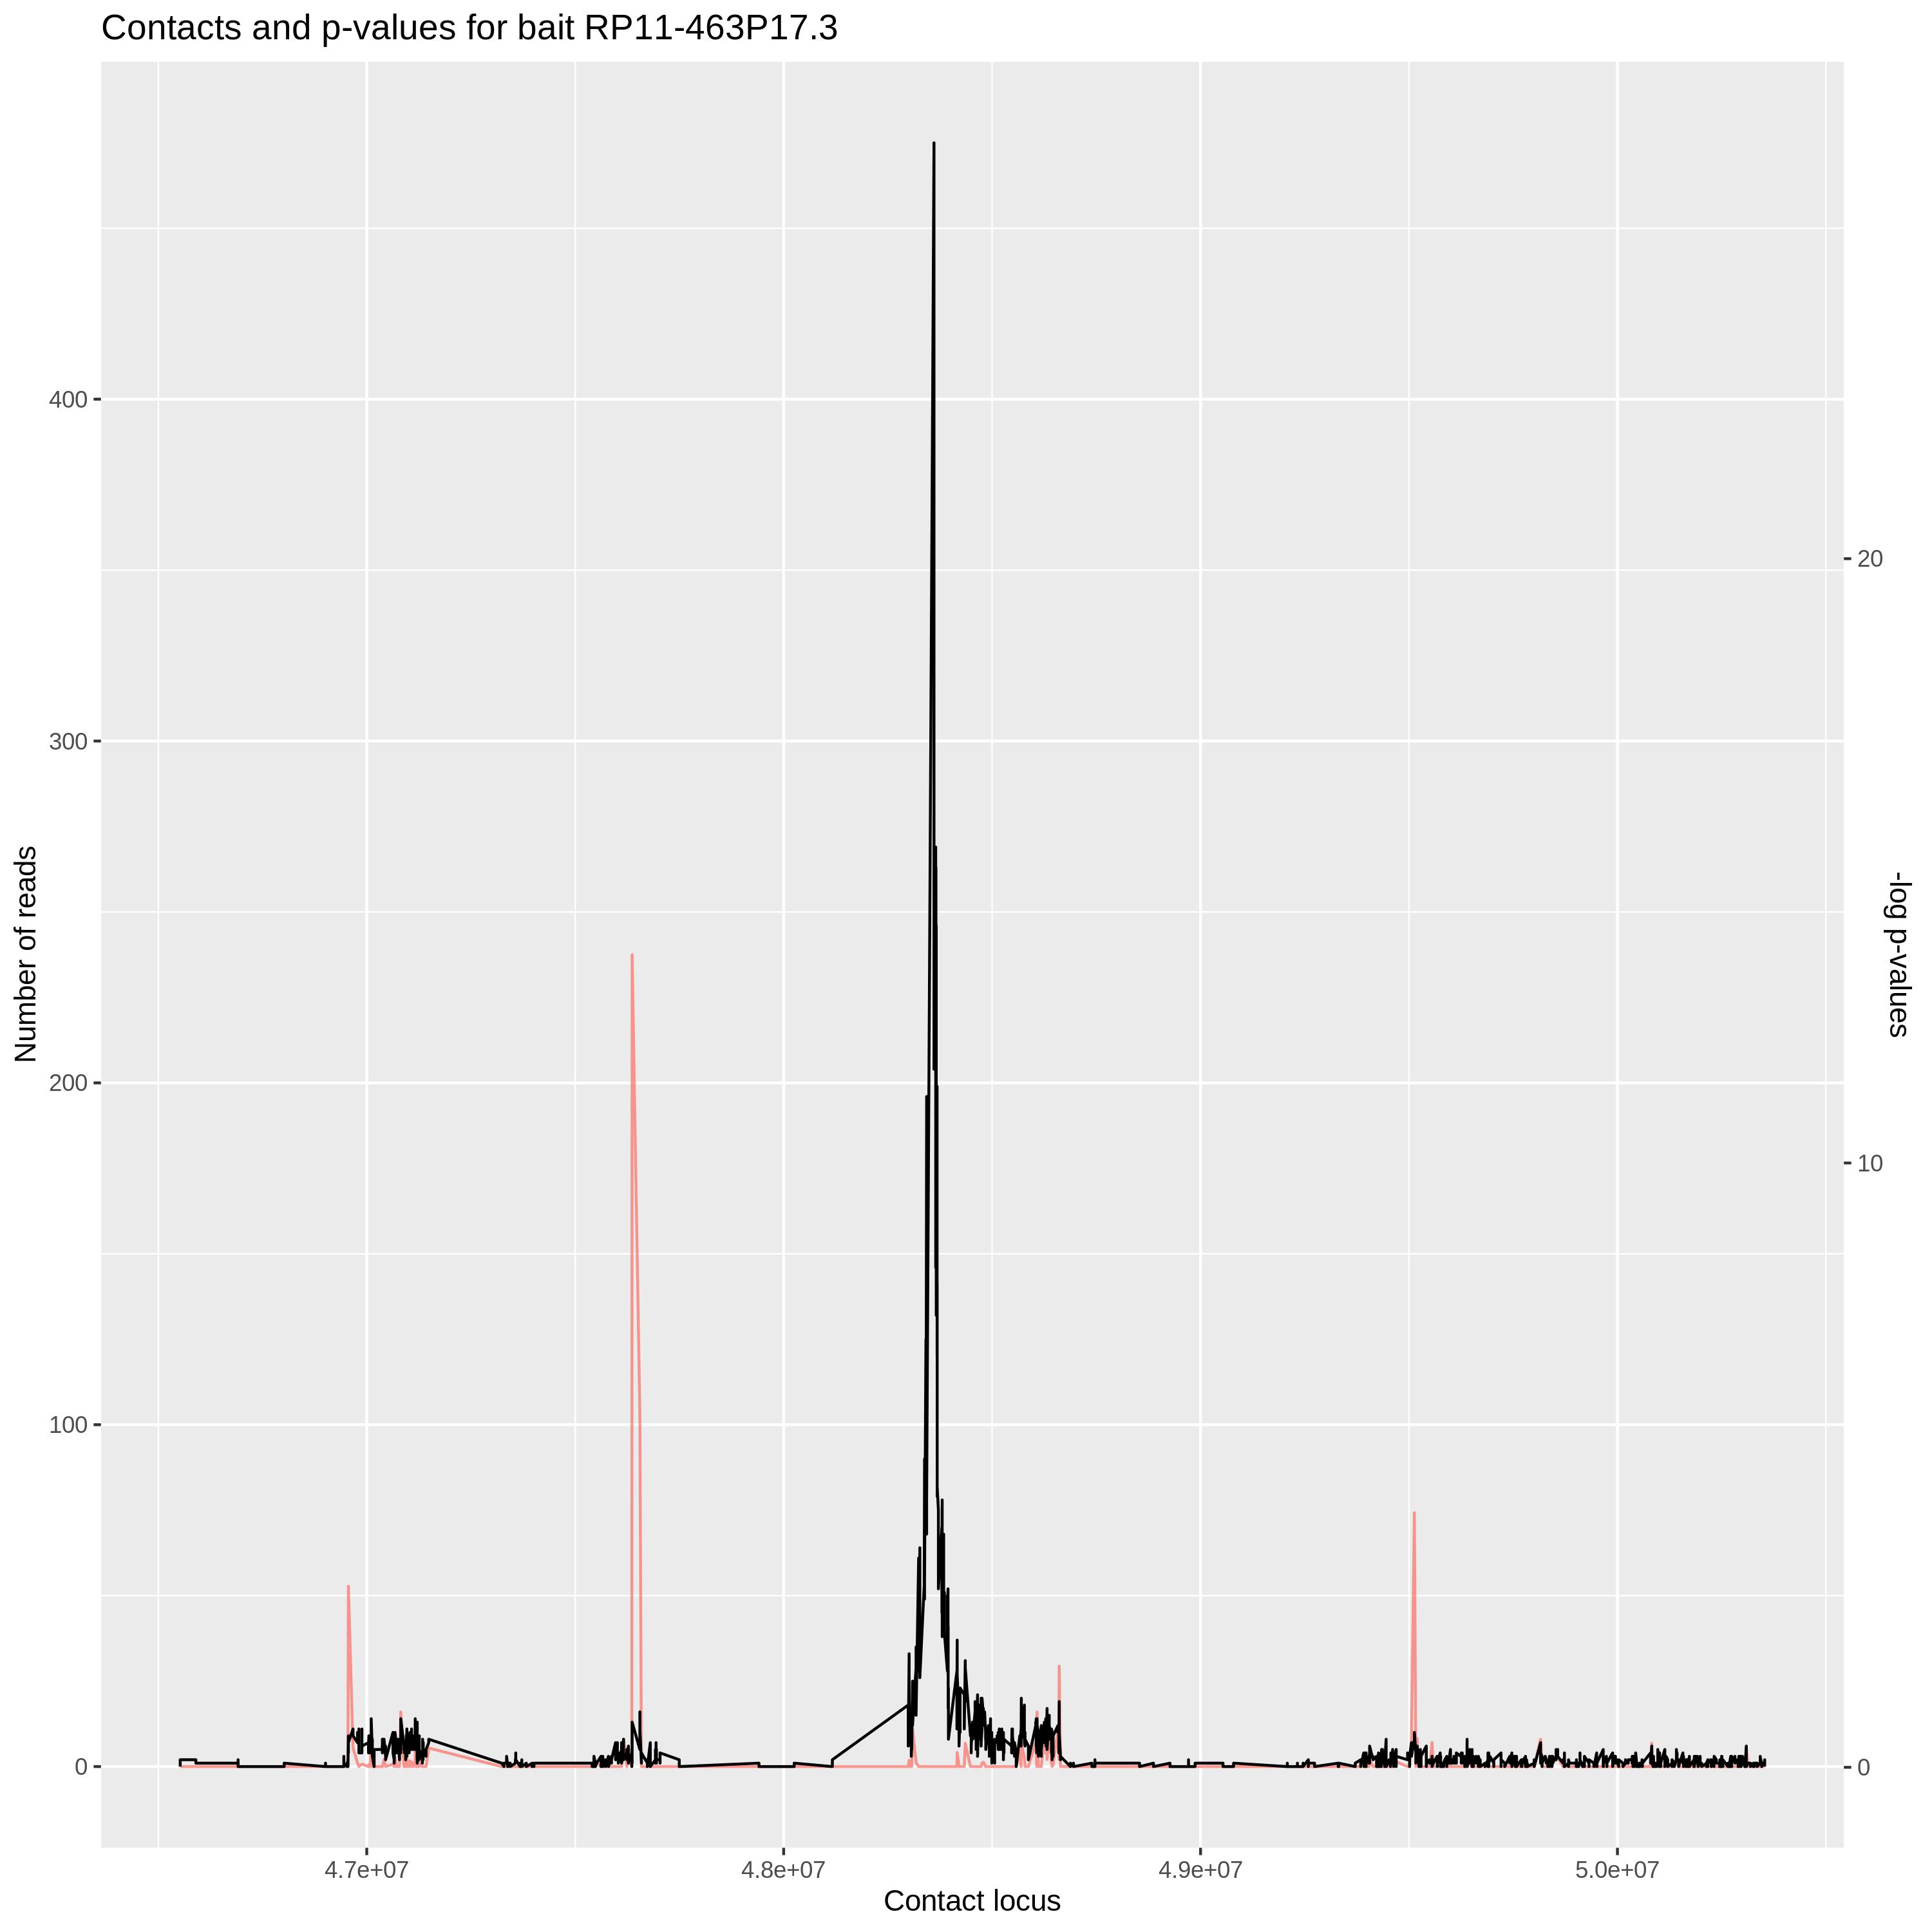 Contacts and p-values for bait RP11-463P17.3
400
300
200
100
0
Number of reads
20
10
0
-log p-values
4.7e+07
4.8e+07
4.9e+07
5.0e+07
Contact locus